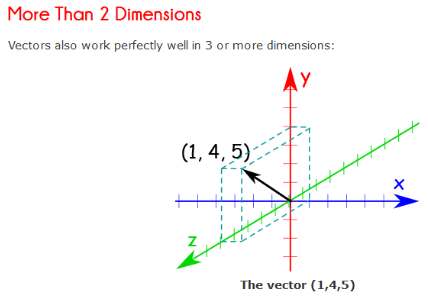 More Than 2 Dimensions
Vectors also work perfectly well in 3 or more dimensions:
Y
(1, 4, 5)
X
Z
The vector (1,4,5)